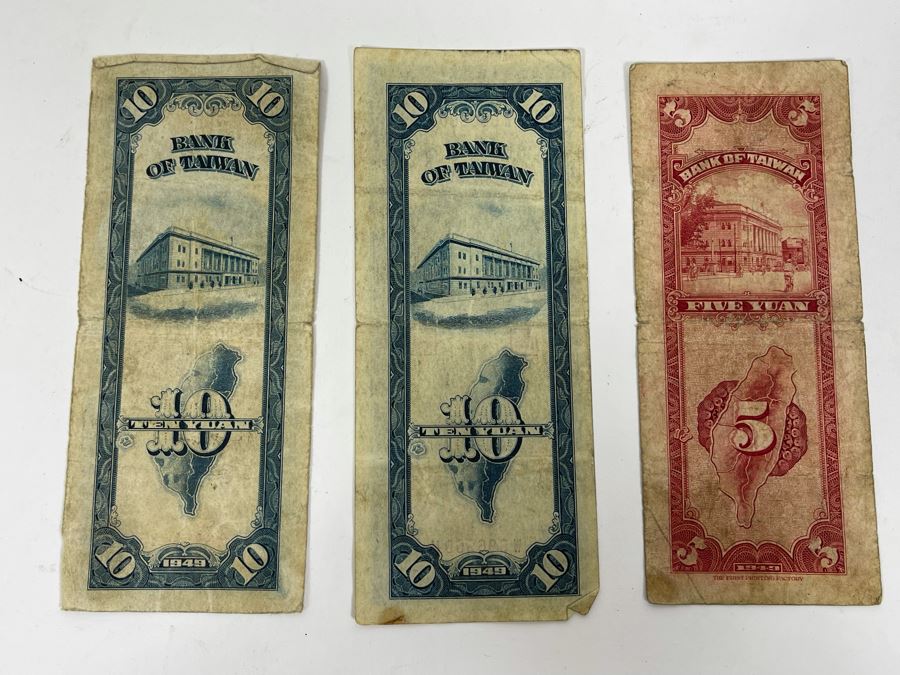 10 10
BANK
OF TAIWAN
10
TEN YUAN
10 10
1949
10 10
BANK
OF TAIWAN
10
TEN YUAN
10 10
1949
5 5
BANK OF TAIWAN
FIVE YUAN
5
5 5
1949
THE FIRST PRINTING FACTORY